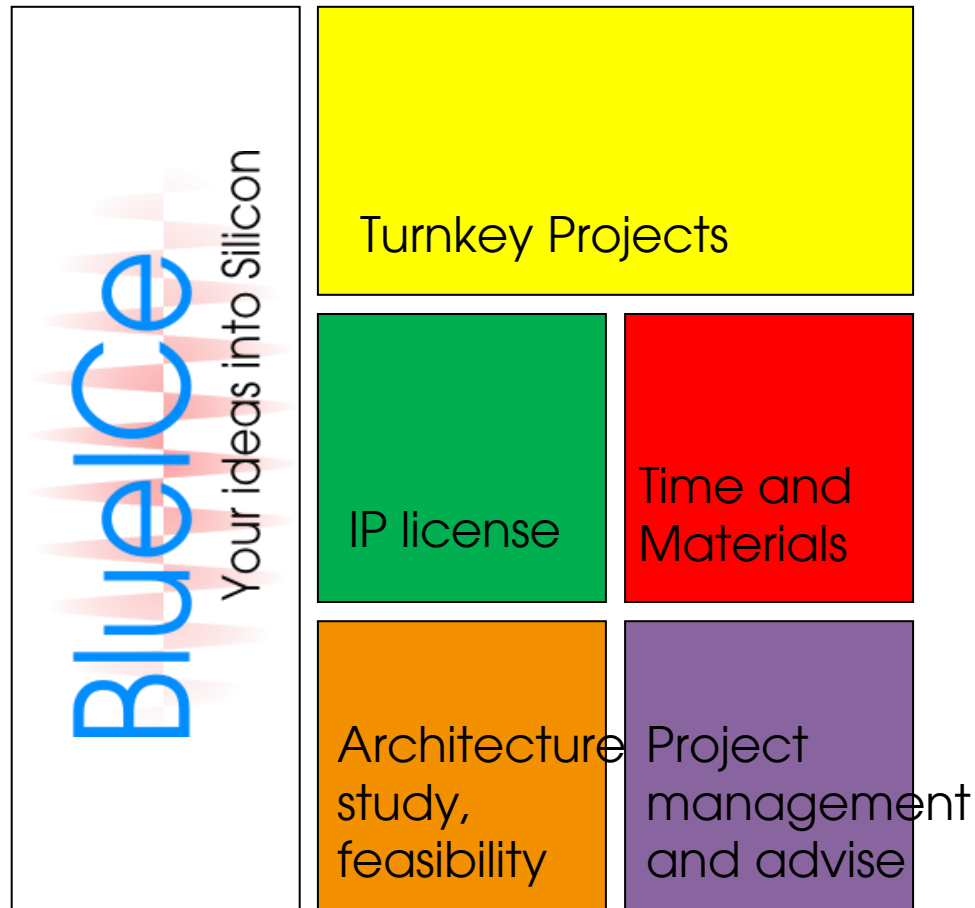 BlueICe
Your ideas into Silicon
Turnkey Projects
IP license
Time and
Materials
Architecture
study,
feasibility
Project
management
and advise